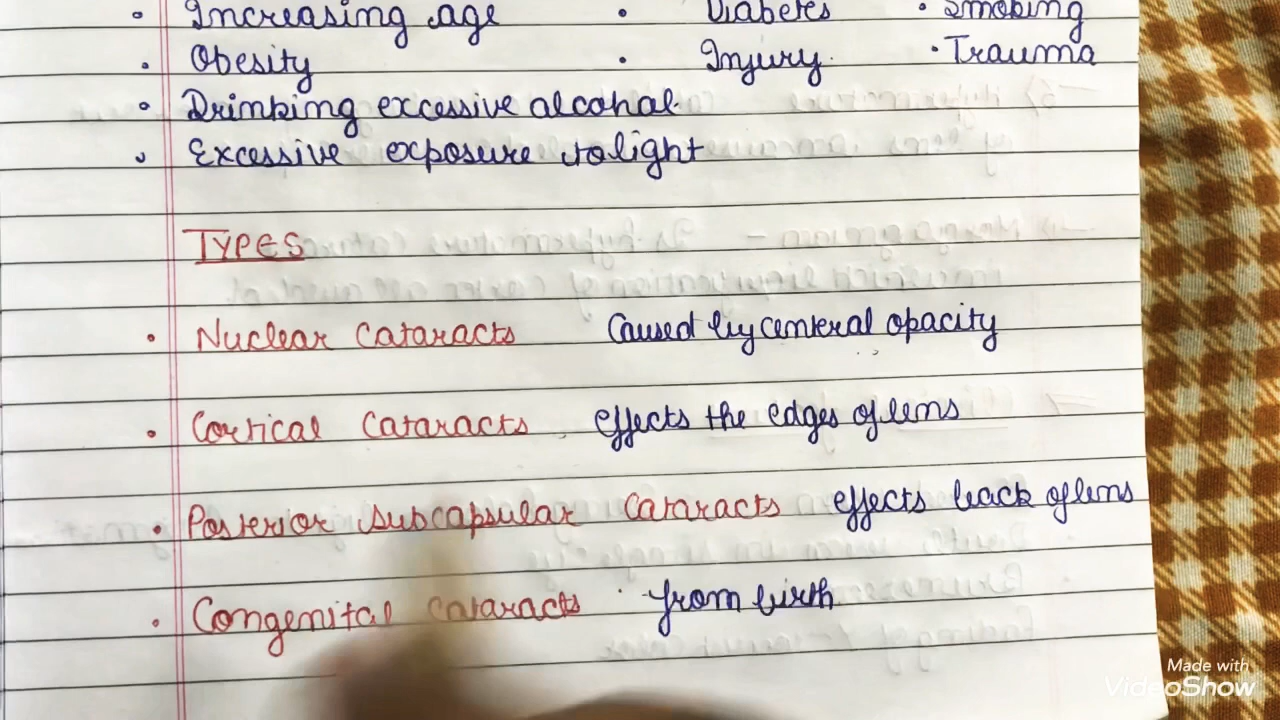 • Increasing age • Diabetes • Smoking
• Obesity • Injury. • Trauma
• Drinking excessive alcohal.
• Excessive exposure to light
TYPES
• Nuclear Cataracts Caused by centeral opacity
• Cortical Cataracts effects the edges of lens
• Posterior subcapsular Cataracts effects back of lens
• Congenital Cataracts from birth
Made with
VideoShow